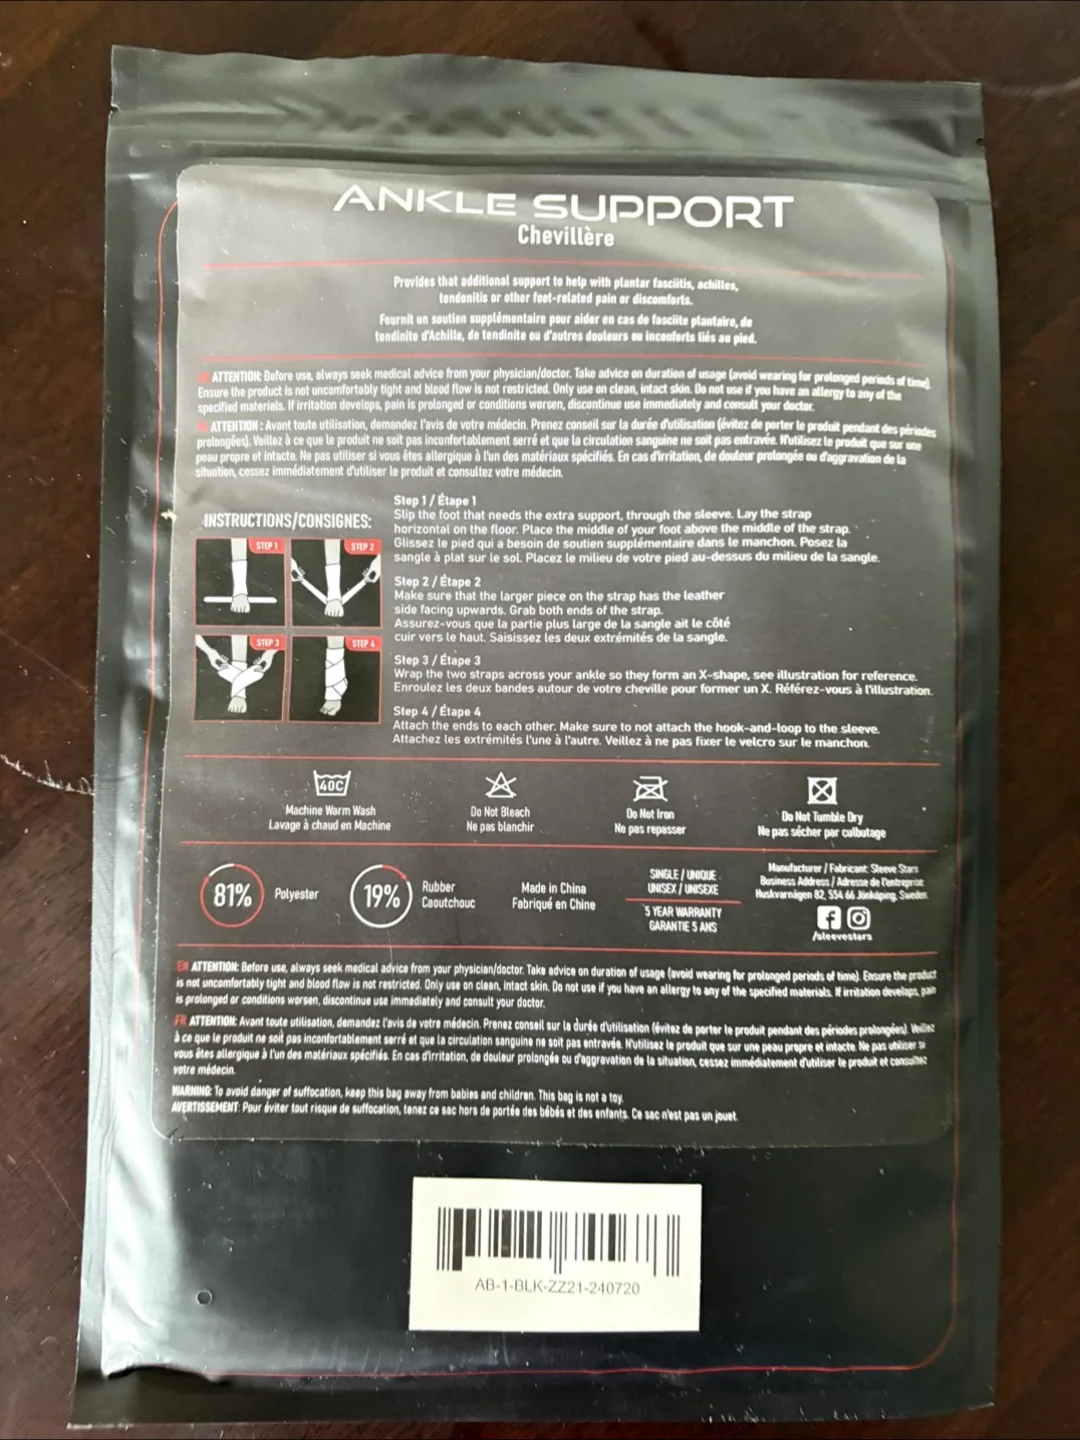 ANKLE SUPPORT
Chevillère
Provides that additional support to help with plantar fasciitis, achilles,
tendonitis or other foot-related pain or discomforts.
Fournit un soutien supplémentaire pour aider en cas de fasciite plantaire, de
tendinite d'Achille, de tendinite ou d'autres douleurs ou inconforts liés au pied.
ATTENTION: Before use, always seek medical advice from your physician/doctor. Take advice on duration of usage (avoid wearing for prolonged periods of time).
Ensure the product is not uncomfortably tight and blood flow is not restricted. Only use on clean, intact skin. Do not use if you have an allergy to any of the
specified materials. If irritation develops, pain is prolonged or conditions worsen, discontinue use immediately and consult your doctor.
ATTENTION : Avant toute utilisation, demandez l'avis de votre médecin. Prenez conseil sur la durée d'utilisation (évitez de porter le produit pendant des périodes
prolongées). Veillez à ce que le produit ne soit pas inconfortablement serré et que la circulation sanguine ne soit pas entravée. N'utilisez le produit que sur une
peau propre et intacte. Ne pas utiliser si vous êtes allergique à l'un des matériaux spécifiés. En cas d'irritation, de douleur prolongée ou d'aggravation de la
situation, cessez immédiatement d'utiliser le produit et consultez votre médecin.
INSTRUCTIONS/CONSIGNES:
STEP 1
STEP 2
STEP 3
STEP 4
Step 1 / Étape 1
Slip the foot that needs the extra support, through the sleeve. Lay the strap
horizontal on the floor. Place the middle of your foot above the middle of the strap.
Glissez le pied qui a besoin de soutien supplémentaire dans le manchon. Posez la
sangle à plat sur le sol. Placez le milieu de votre pied au-dessus du milieu de la sangle.
Step 2 / Étape 2
Make sure that the larger piece on the strap has the leather
side facing upwards. Grab both ends of the strap.
Assurez-vous que la partie plus large de la sangle ait le côté
cuir vers le haut. Saisissez les deux extrémités de la sangle.
Step 3 / Étape 3
Wrap the two straps across your ankle so they form an X-shape, see illustration for reference.
Enroulez les deux bandes autour de votre cheville pour former un X. Référez-vous à l'illustration.
Step 4 / Étape 4
Attach the ends to each other. Make sure to not attach the hook-and-loop to the sleeve.
Attachez les extrémités l'une à l'autre. Veillez à ne pas fixer le velcro sur le manchon.
40C
Machine Warm Wash
Lavage à chaud en Machine
Do Not Bleach
Ne pas blanchir
Do Not Iron
Ne pas repasser
Do Not Tumble Dry
Ne pas sécher par culbutage
81%
Polyester
19%
Rubber
Caoutchouc
Made in China
Fabriqué en Chine
SINGLE / UNIQUE
UNISEX / UNISEXE
5 YEAR WARRANTY
GARANTIE 5 ANS
Manufacturer / Fabricant: Sleeve Stars
Business Address / Adresse de l'entreprise
Huskvarnägen 82, 554 66 Jönköping, Sweden.
/sleevestars
EN ATTENTION: Before use, always seek medical advice from your physician/doctor. Take advice on duration of usage (avoid wearing for prolonged periods of time). Ensure the product
is not uncomfortably tight and blood flow is not restricted. Only use on clean, intact skin. Do not use if you have an allergy to any of the specified materials. If irritation develops, pain
is prolonged or conditions worsen, discontinue use immediately and consult your doctor.
FR ATTENTION: Avant toute utilisation, demandez l'avis de votre médecin. Prenez conseil sur la durée d'utilisation (évitez de porter le produit pendant des périodes prolongées). Veillez
à ce que le produit ne soit pas inconfortablement serré et que la circulation sanguine ne soit pas entravée. N'utilisez le produit que sur une peau propre et intacte. Ne pas utiliser si
vous êtes allergique à l'un des matériaux spécifiés. En cas d'irritation, de douleur prolongée ou d'aggravation de la situation, cessez immédiatement d'utiliser le produit et consultez
votre médecin.
WARNING: To avoid danger of suffocation, keep this bag away from babies and children. This bag is not a toy.
AVERTISSEMENT: Pour éviter tout risque de suffocation, tenez ce sac hors de portée des bébés et des enfants. Ce sac n'est pas un jouet.
AB-1-BLK-ZZ21-240720